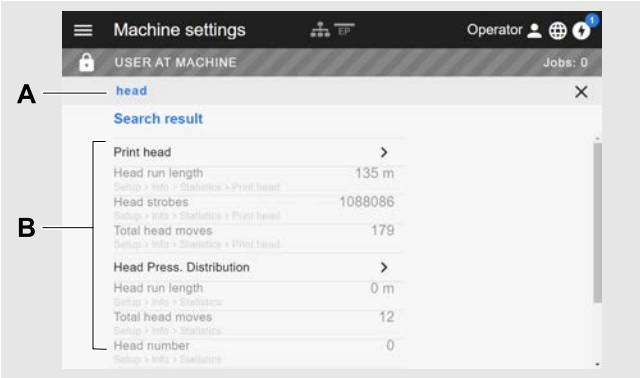 Machine settings EP Operator 1
USER AT MACHINE Jobs: 0
A head
Search result
Print head
Head run length 135 m
Setup > Info > Statistics > Print head
Head strobes 1088086
Setup > Info > Statistics > Print head
Total head moves 179
Setup > Info > Statistics > Print head
B
Head Press. Distribution
Head run length 0 m
Setup > Info > Statistics
Total head moves 12
Setup > Info > Statistics
Head number 0
Setup > Info > Statistics